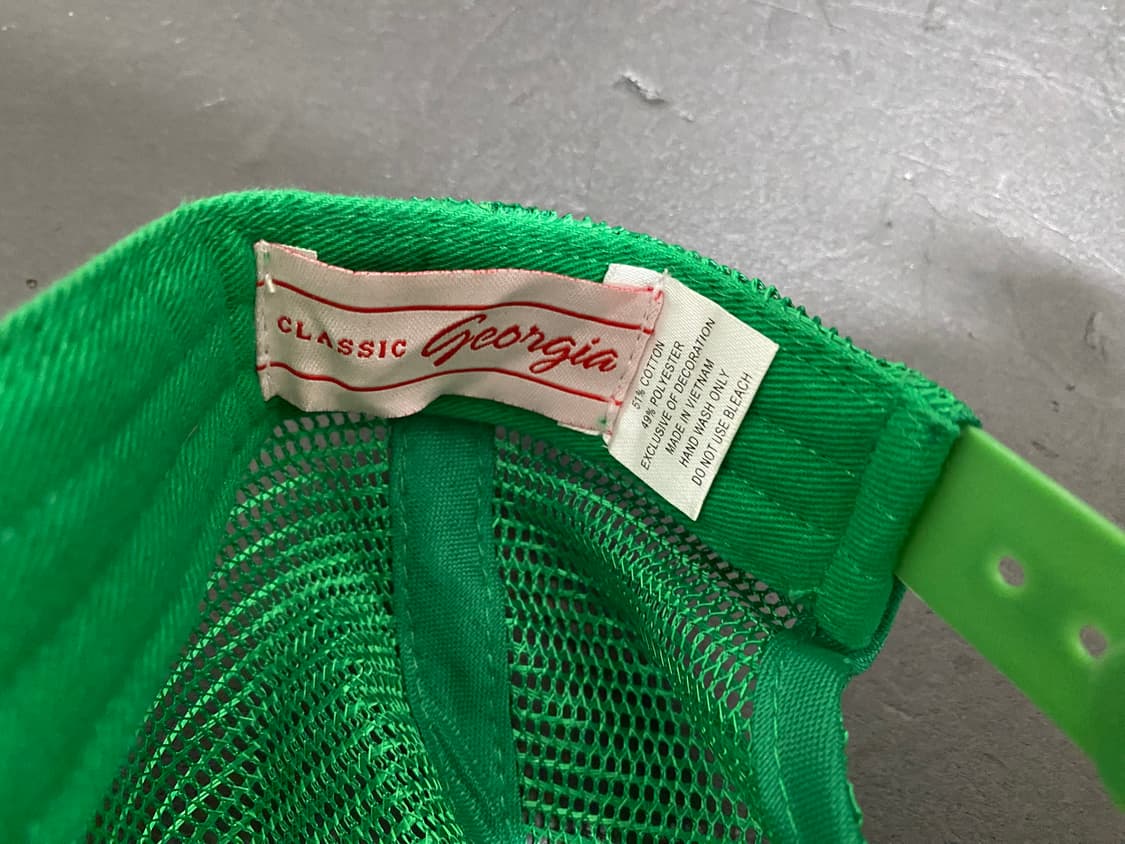 CLASSIC Georgia
51% COTTON
49% POLYESTER
EXCLUSIVE OF DECORATION
MADE IN VIETNAM
HAND WASH ONLY
DO NOT USE BLEACH